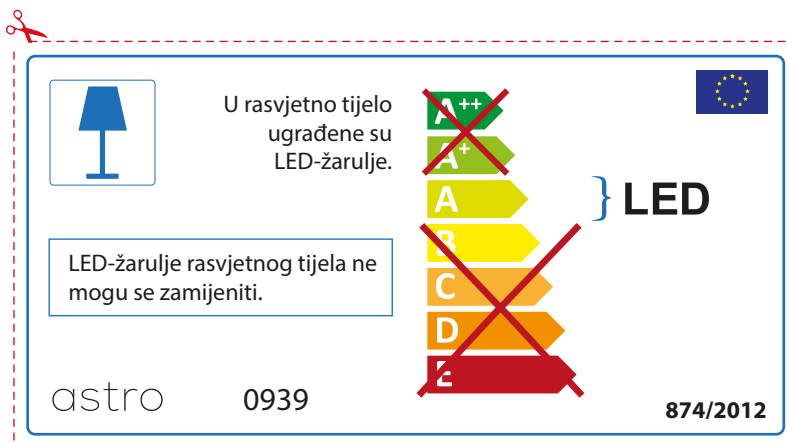 U rasvjetno tijelo
ugrađene su
LED-žarulje.
A++
A+
A
B
C
D
E
LED
LED-žarulje rasvjetnog tijela ne
mogu se zamijeniti.
astro
0939
874/2012